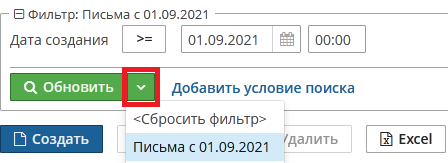 Фильтр: Письма с 01.09.2021
Дата создания >= 01.09.2021 00:00
Обновить Добавить условие поиска
<Сбросить фильтр>
Письма с 01.09.2021
Создать Удалить Excel